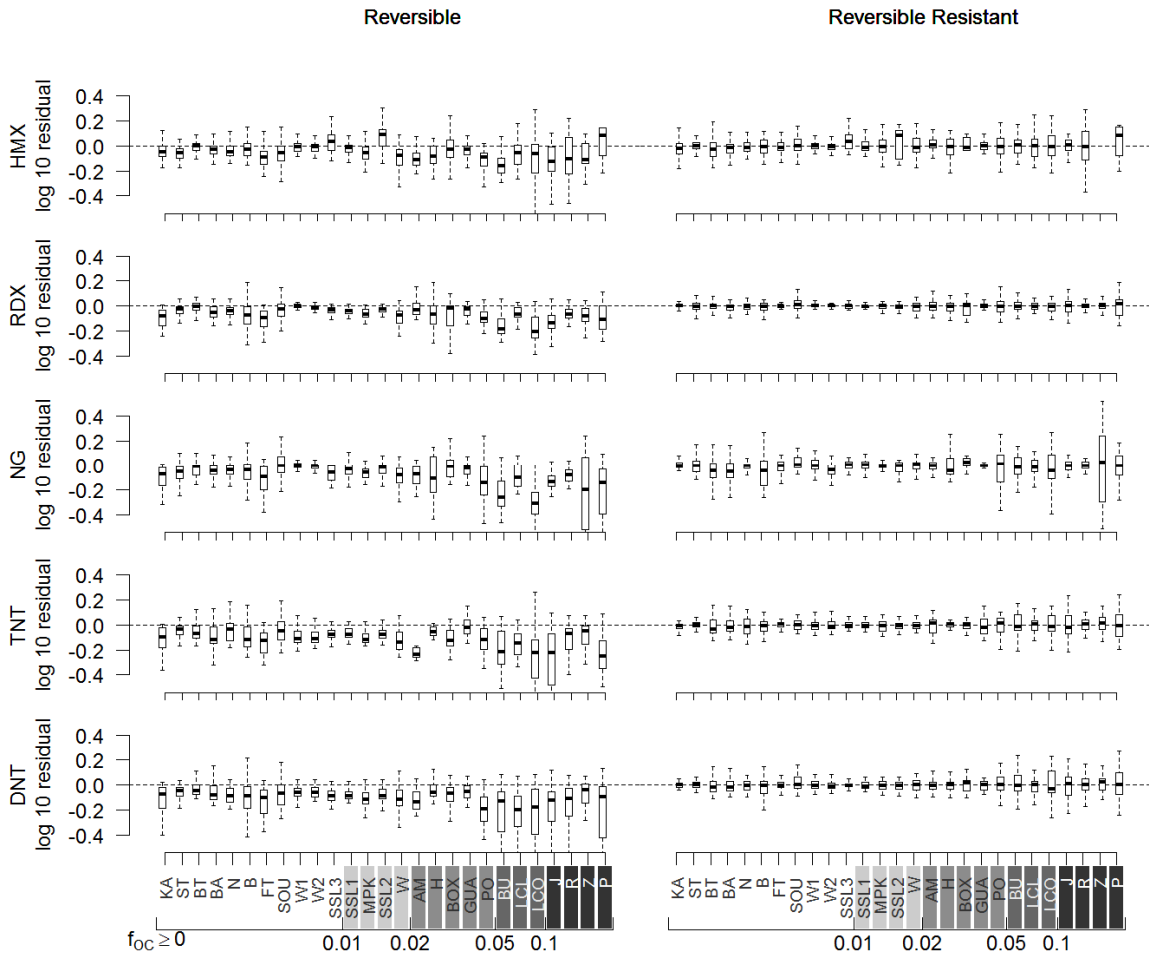 Reversible
Reversible Resistant
HMX
log 10 residual
0.4
0.2
0.0
-0.2
-0.4
RDX
log 10 residual
0.4
0.2
0.0
-0.2
-0.4
NG
log 10 residual
0.4
0.2
0.0
-0.2
-0.4
TNT
log 10 residual
0.4
0.2
0.0
-0.2
-0.4
DNT
log 10 residual
0.4
0.2
0.0
-0.2
-0.4
KA ST BT BA N B FT SOU W1 W2 SSL3 SSL1 MPK SSL2 W AM H BOX GUA PO BU LCI LCO J R Z P
KA ST BT BA N B FT SOU W1 W2 SSL3 SSL1 MPK SSL2 W AM H BOX GUA PO BU LCI LCO J R Z P
fOC ≥ 0 0.01 0.02 0.05 0.1
0.01 0.02 0.05 0.1